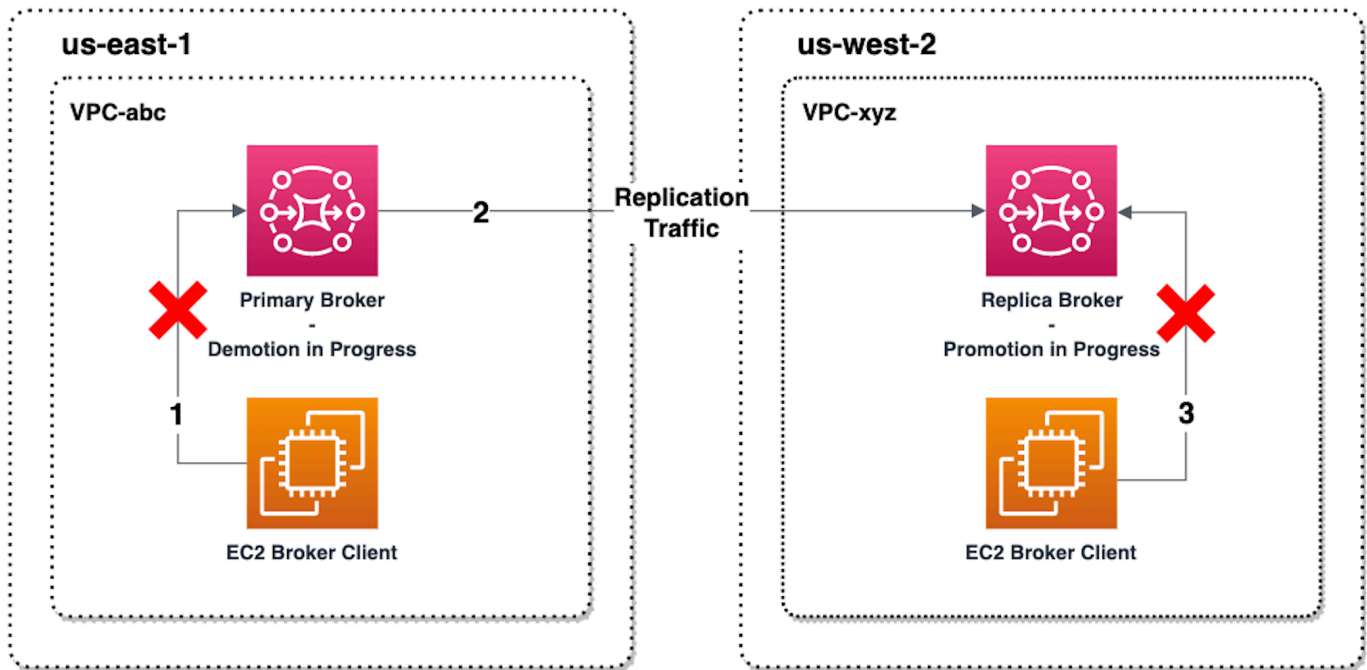 us-east-1
VPC-abc
Primary Broker
-
Demotion in Progress
1
EC2 Broker Client
2
Replication
Traffic
us-west-2
VPC-xyz
Replica Broker
-
Promotion in Progress
3
EC2 Broker Client